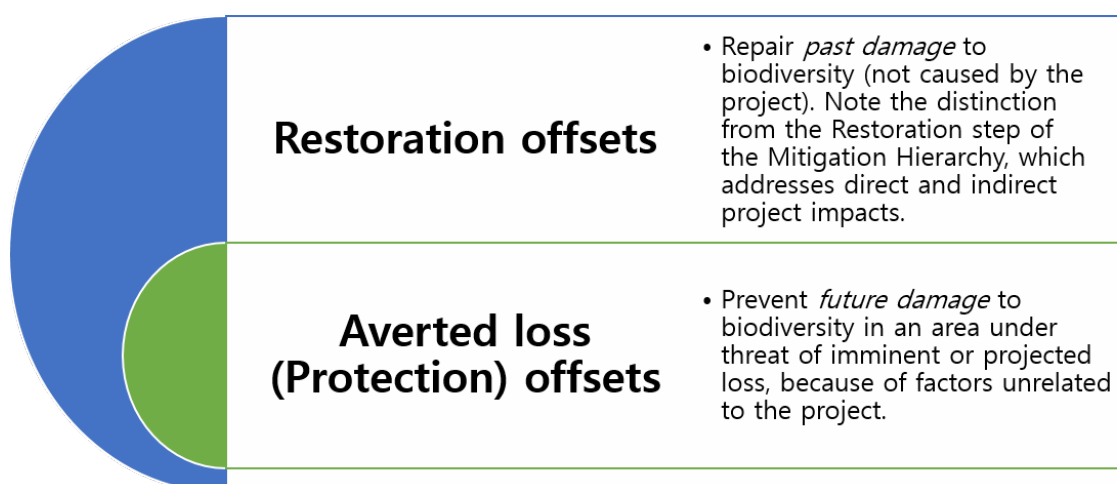 Restoration offsets
• Repair past damage to
biodiversity (not caused by the
project). Note the distinction
from the Restoration step of
the Mitigation Hierarchy, which
addresses direct and indirect
project impacts.
Averted loss
(Protection) offsets
• Prevent future damage to
biodiversity in an area under
threat of imminent or projected
loss, because of factors unrelated
to the project.